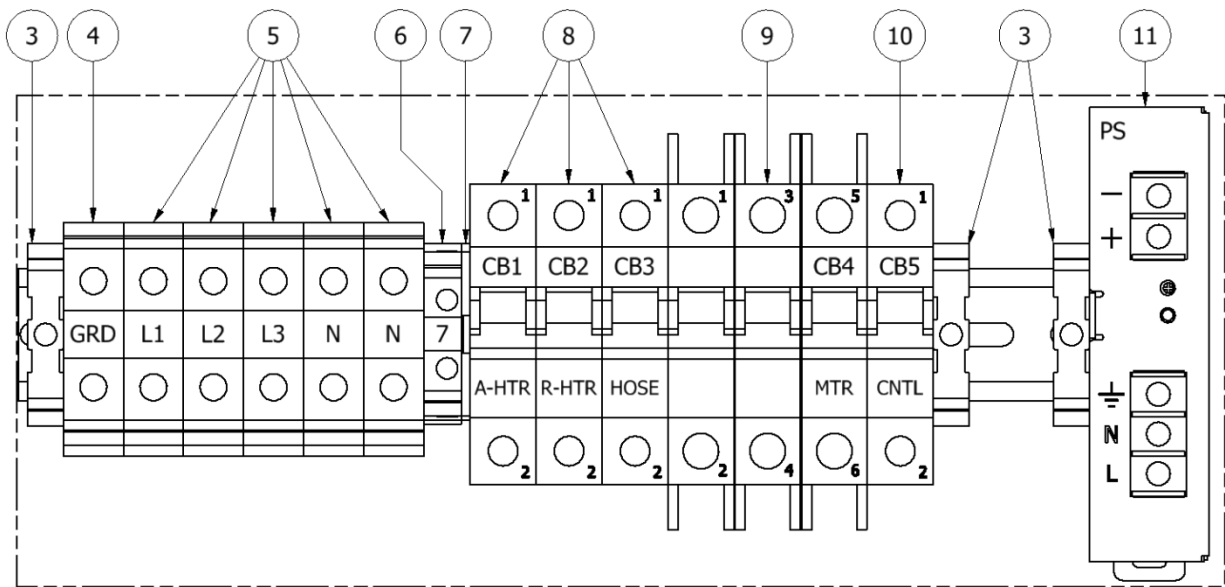 3 4 5 6 7 8 9 10 3 11
PS
1 1 1 1 3 5 1
−
+
CB1 CB2 CB3 CB4 CB5
GRD L1 L2 L3 N N 7
A-HTR R-HTR HOSE MTR CNTL
N
2 2 2 2 4 6 2
L